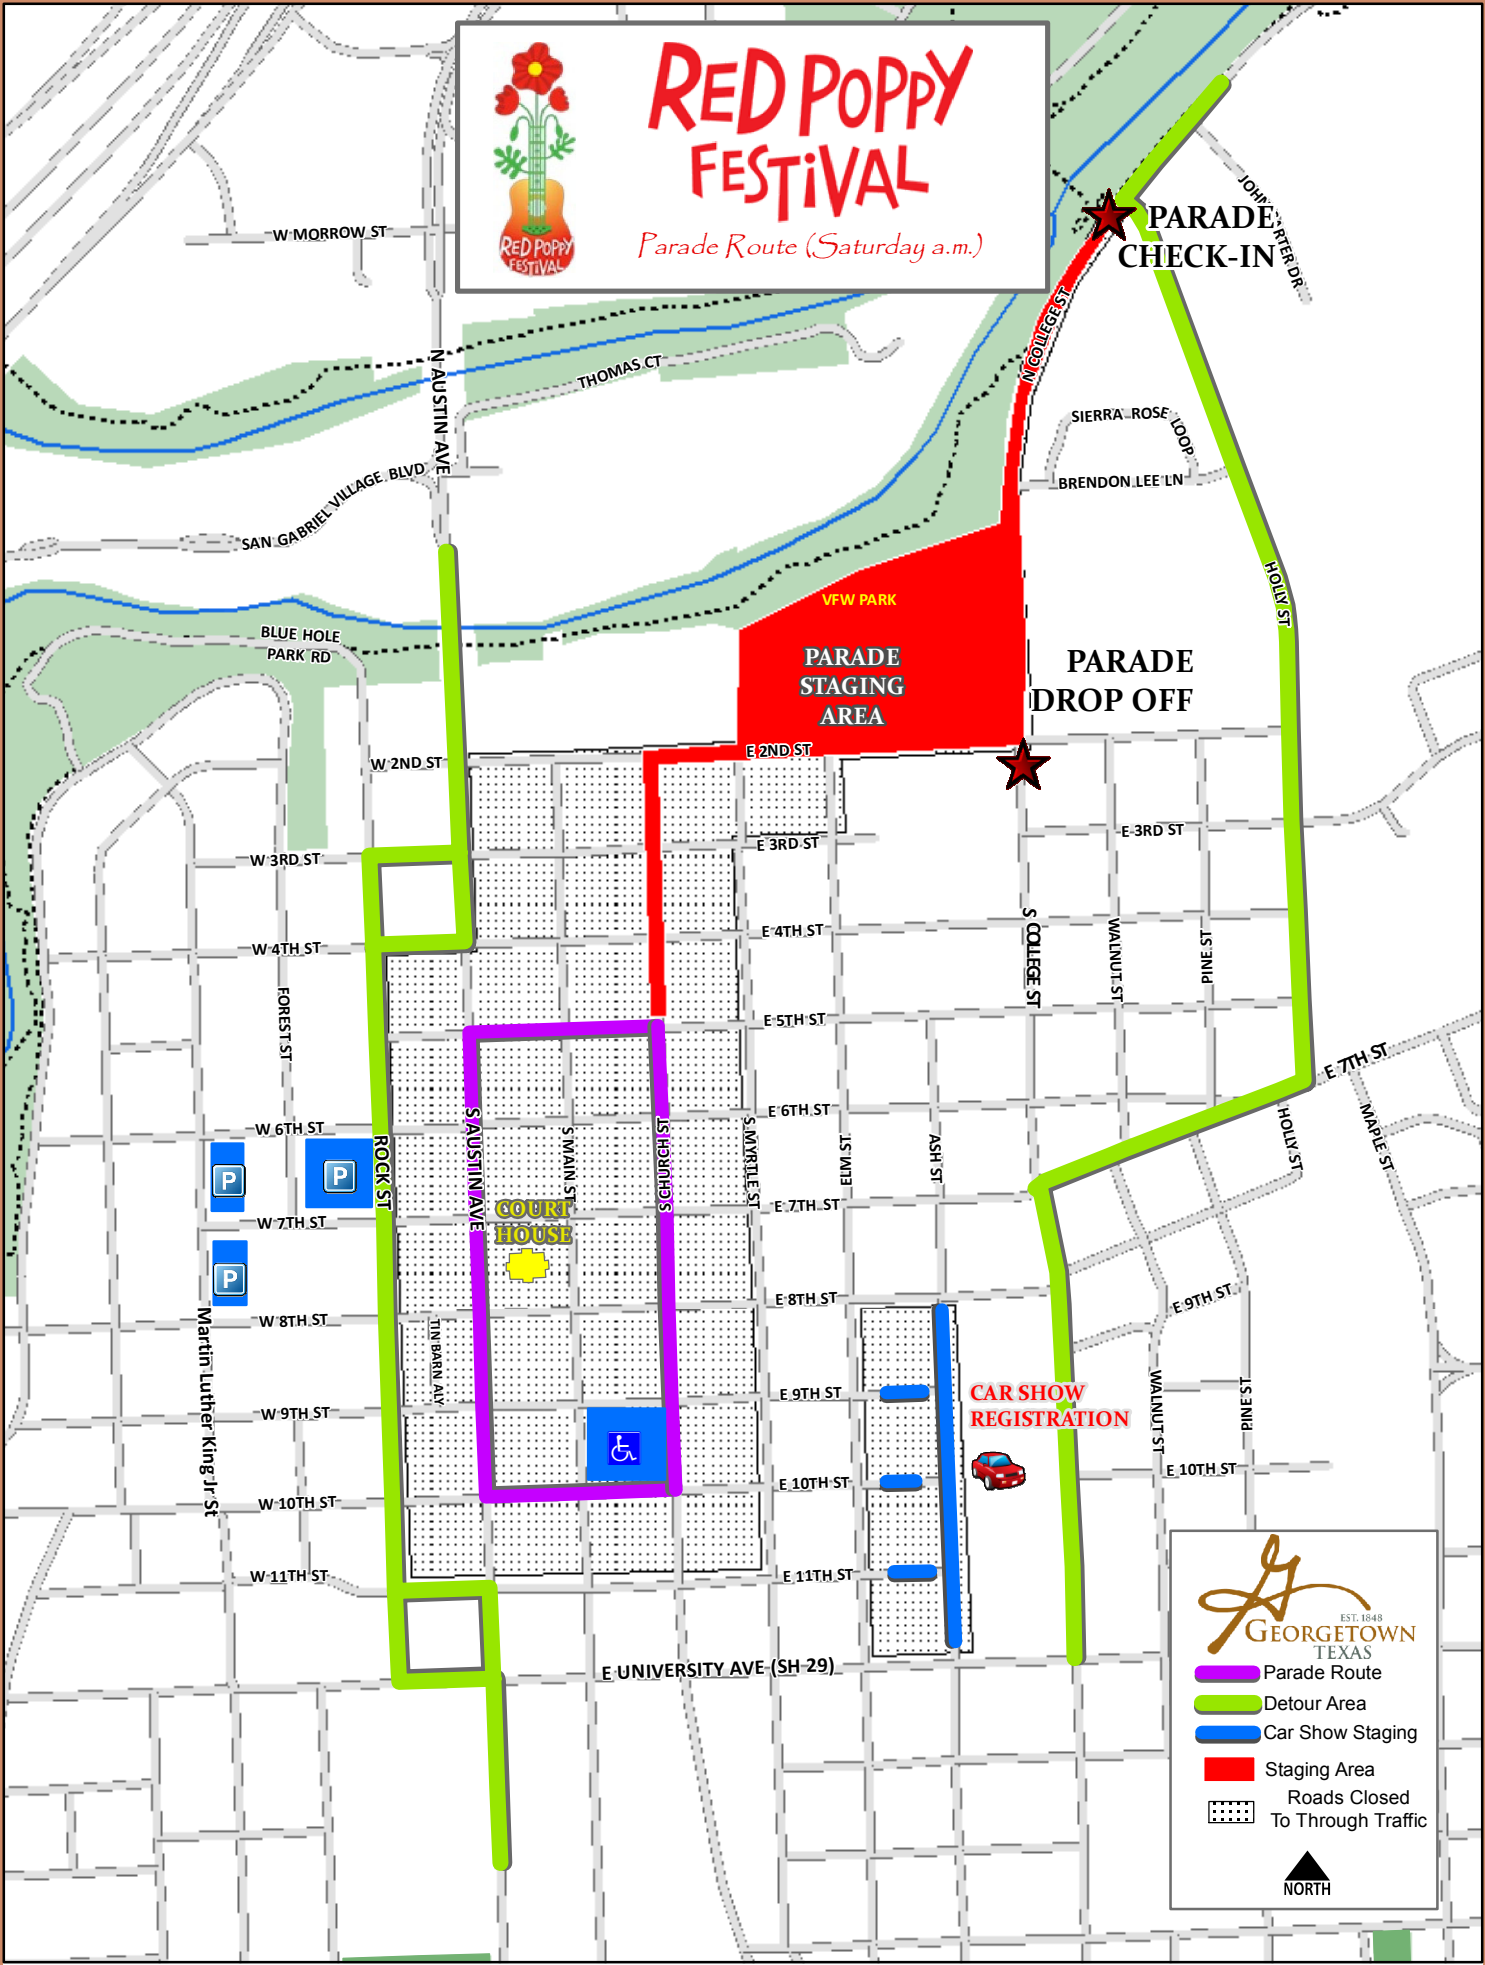 RED POPPY
FESTiVAL
Parade Route (Saturday a.m.)
RED POPPY
FESTiVAL
W MORROW ST
N AUSTIN AVE
THOMAS CT
SAN GABRIEL VILLAGE BLVD
PARADE
CHECK-IN
N COLLEGE ST
SIERRA ROSE LOOP
BRENDON LEE LN
HOLLY ST
BLUE HOLE
PARK RD
VFW PARK
PARADE
STAGING
AREA
PARADE
DROP OFF
W 2ND ST
E 2ND ST
W 3RD ST
E 3RD ST
E 3RD ST
W 4TH ST
E 4TH ST
S COLLEGE ST
WALNUT ST
PINE ST
FOREST ST
E 5TH ST
E 7TH ST
W 6TH ST
E 6TH ST
ROCK ST
S AUSTIN AVE
S MAIN ST
S CHURCH ST
S MYRTLE ST
ELM ST
ASH ST
HOLLY ST
MAPLE ST
P
P
P
COURT
HOUSE
W 7TH ST
E 7TH ST
W 8TH ST
E 8TH ST
E 9TH ST
Martin Luther King Jr St
TIN BARN ALY
W 9TH ST
E 9TH ST
CAR SHOW
REGISTRATION
WALNUT ST
PINE ST
W 10TH ST
E 10TH ST
E 10TH ST
W 11TH ST
E 11TH ST
E UNIVERSITY AVE (SH 29)
EST. 1848
GEORGETOWN
TEXAS
Parade Route
Detour Area
Car Show Staging
Staging Area
Roads Closed
To Through Traffic
NORTH